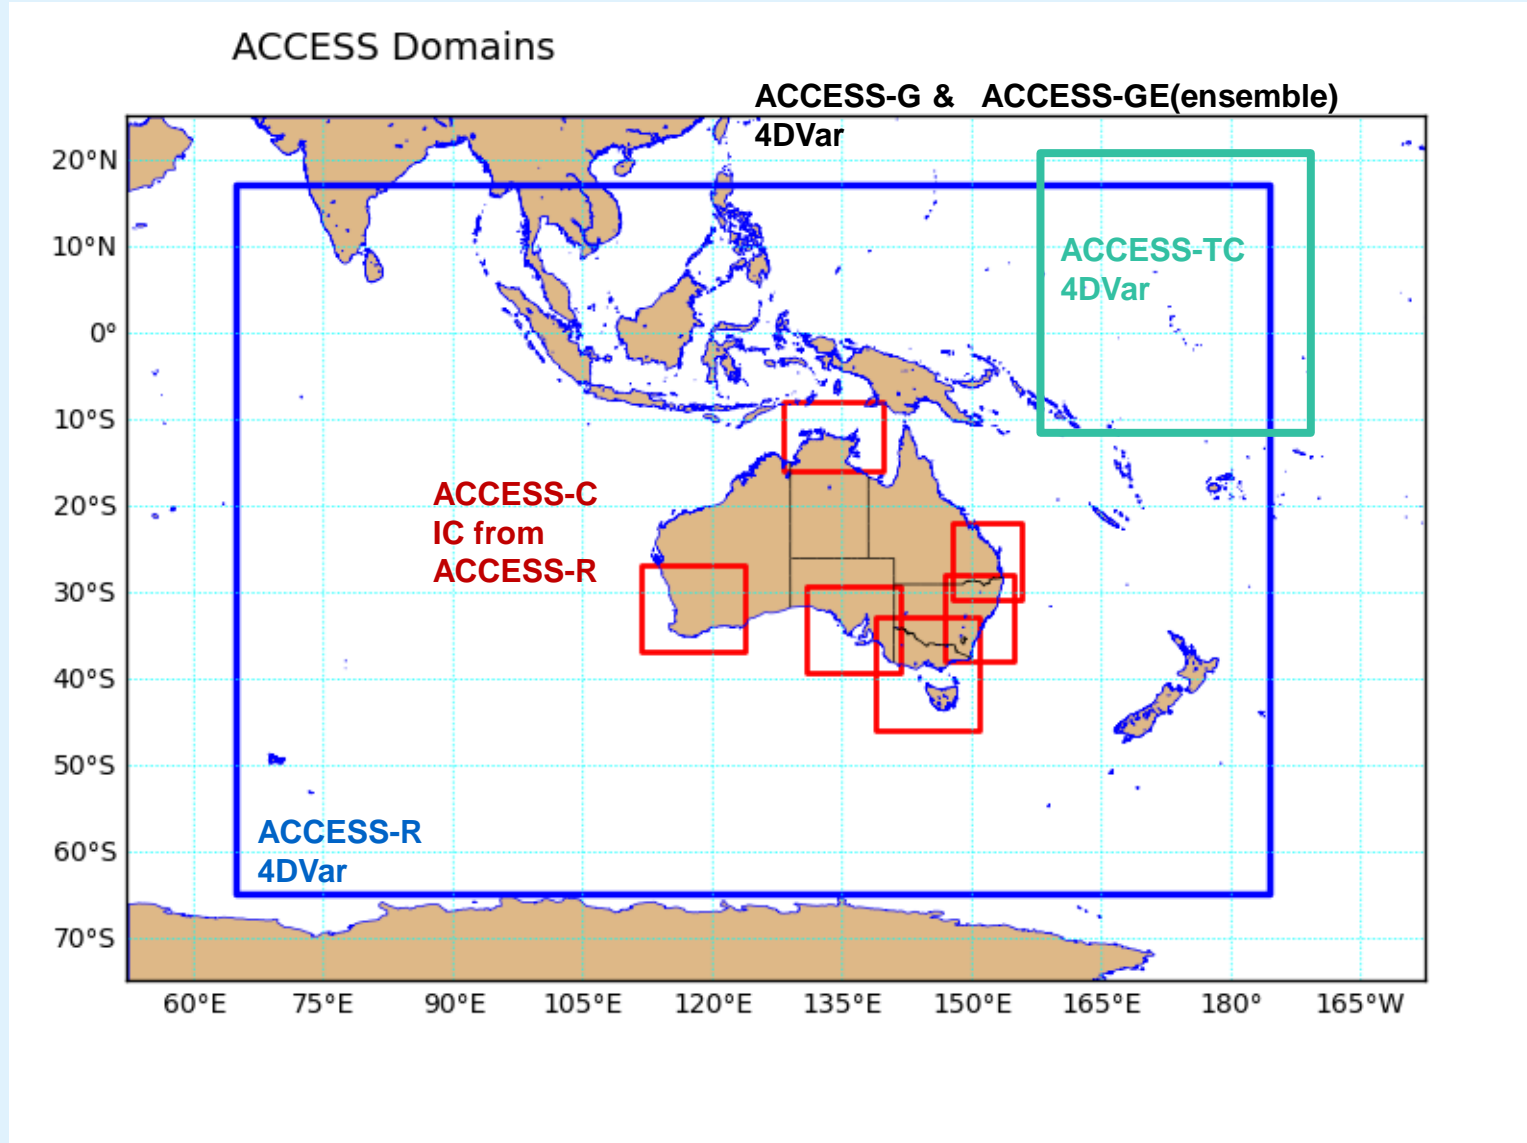 ACCESS Domains
ACCESS-G &  ACCESS-GE(ensemble)
4DVar
20°N
10°N
0°
10°S
20°S
30°S
40°S
50°S
60°S
70°S
ACCESS-TC
4DVar
ACCESS-C
IC from
ACCESS-R
ACCESS-R
4DVar
60°E 75°E 90°E 105°E 120°E 135°E 150°E 165°E 180° 165°W